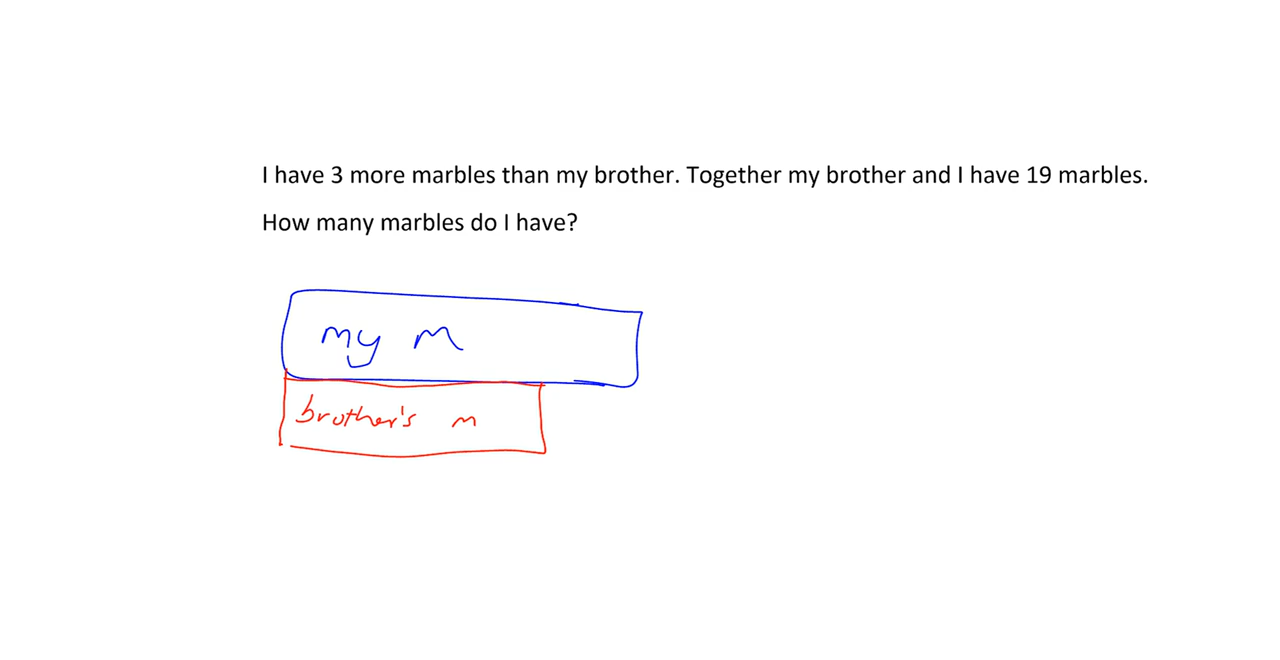 I have 3 more marbles than my brother. Together my brother and I have 19 marbles.
How many marbles do I have?
my m
brother's m